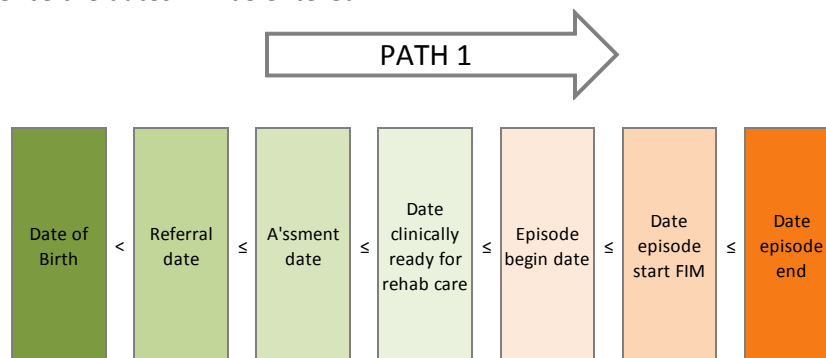 PATH 1
Date of
Birth
<
Referral
date
≤
A'ssment
date
≤
Date
clinically
ready for
rehab care
≤
Episode
begin date
≤
Date
episode
start FIM
≤
Date
episode
end